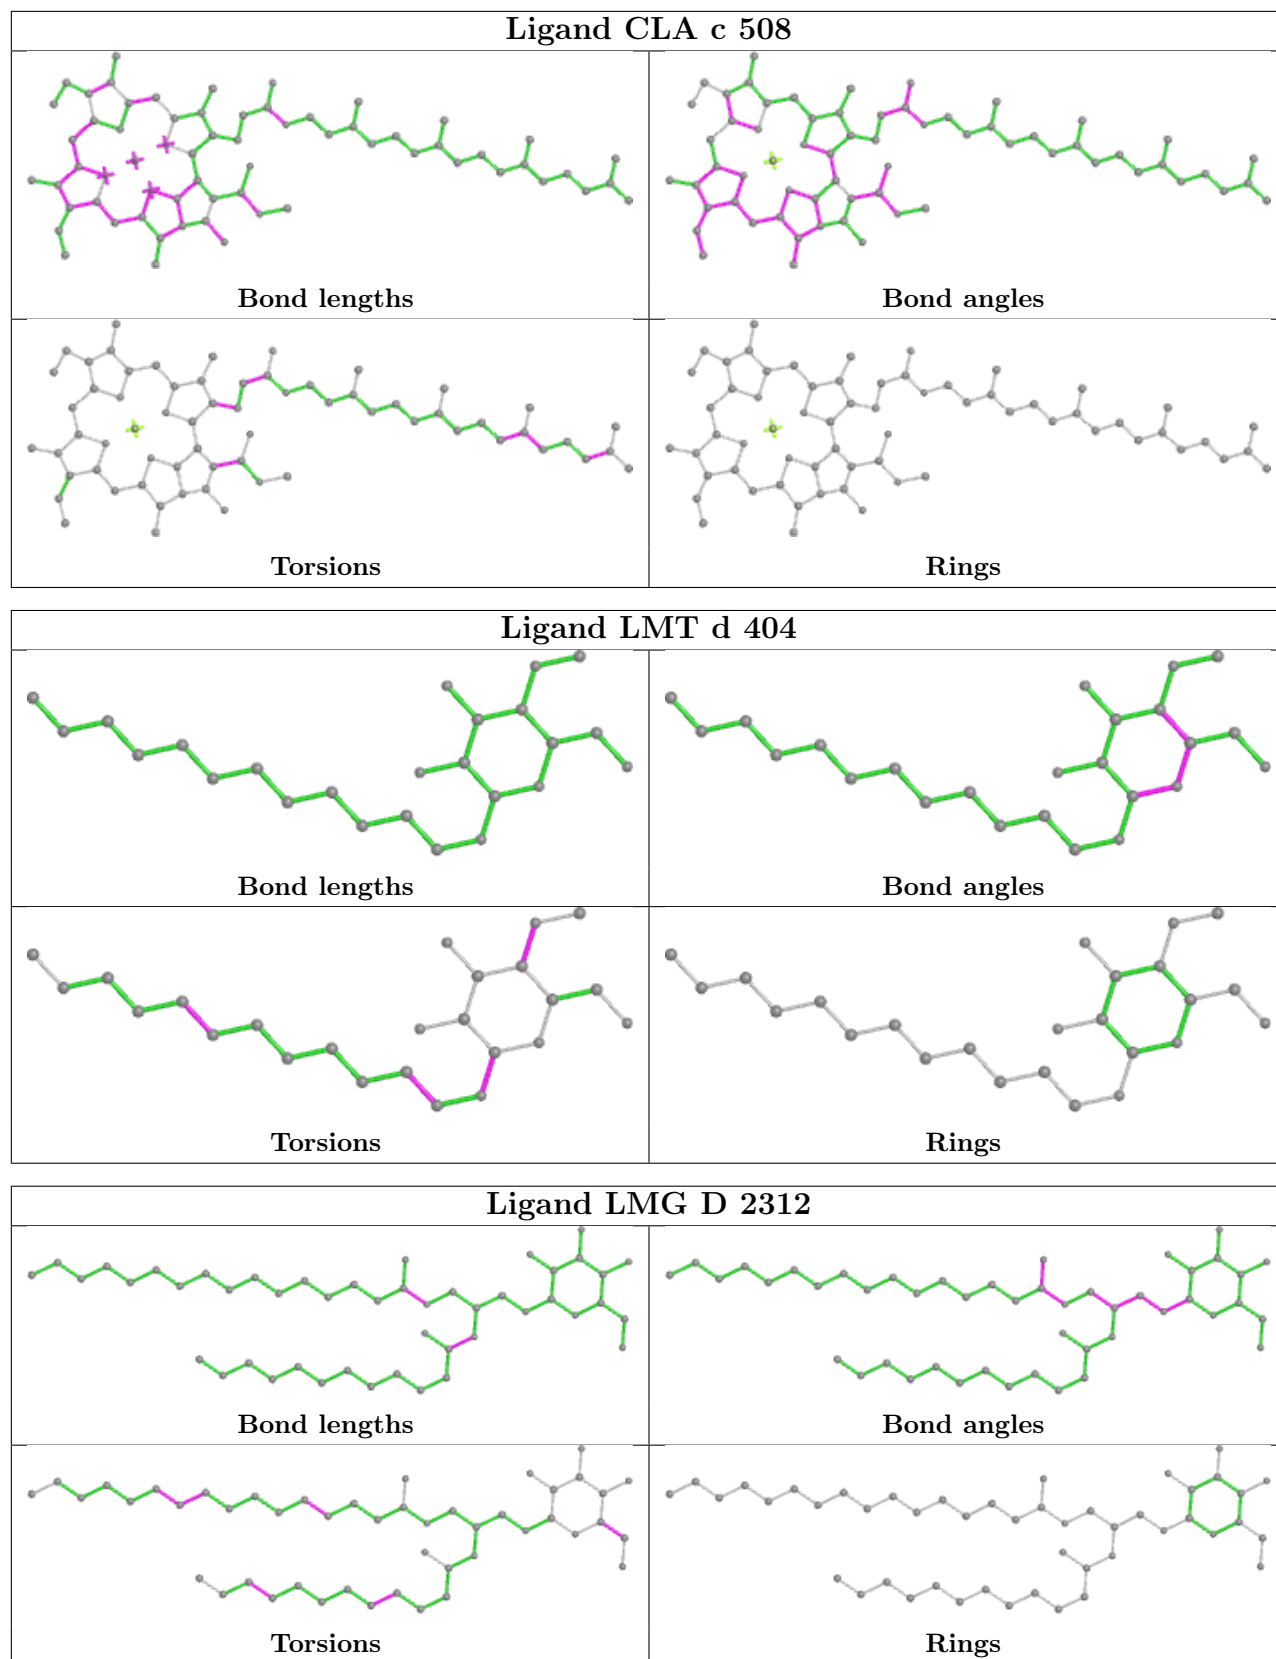 Ligand CLA c 508
Bond lengths
Bond angles
Torsions
Rings
Ligand LMT d 404
Bond lengths
Bond angles
Torsions
Rings
Ligand LMG D 2312
Bond lengths
Bond angles
Torsions
Rings